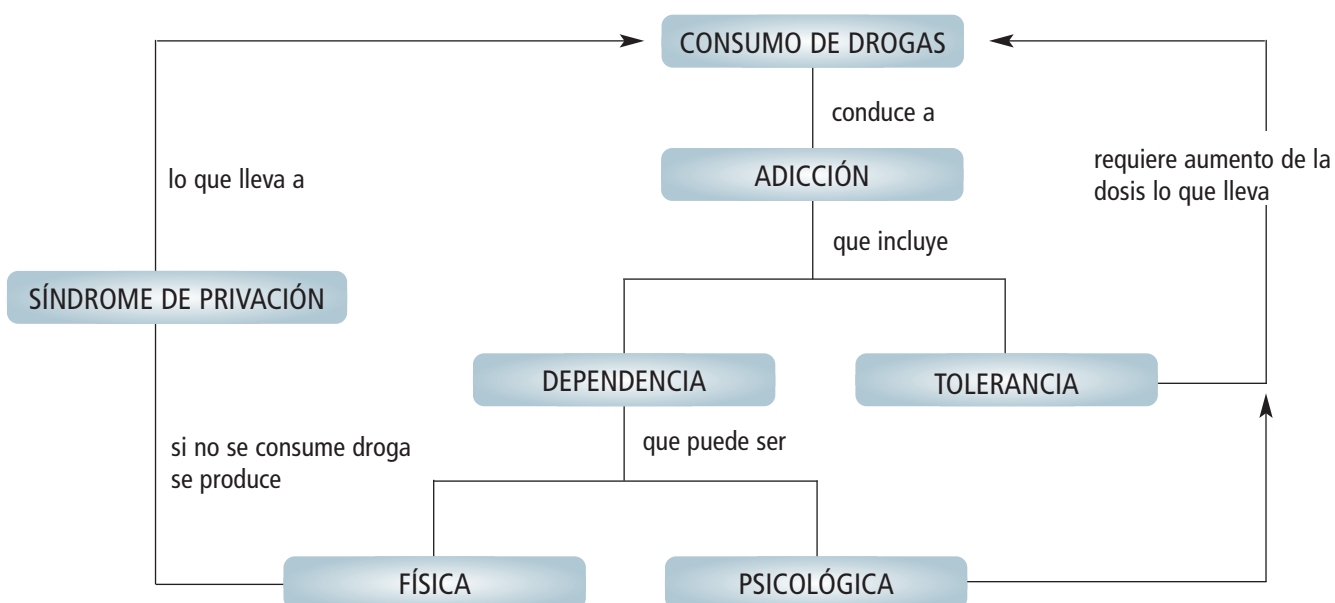 CONSUMO DE DROGAS
conduce a
ADICCIÓN
requiere aumento de la
dosis lo que lleva
lo que lleva a
que incluye
SÍNDROME DE PRIVACIÓN
DEPENDENCIA
TOLERANCIA
si no se consume droga
se produce
que puede ser
FÍSICA
PSICOLÓGICA